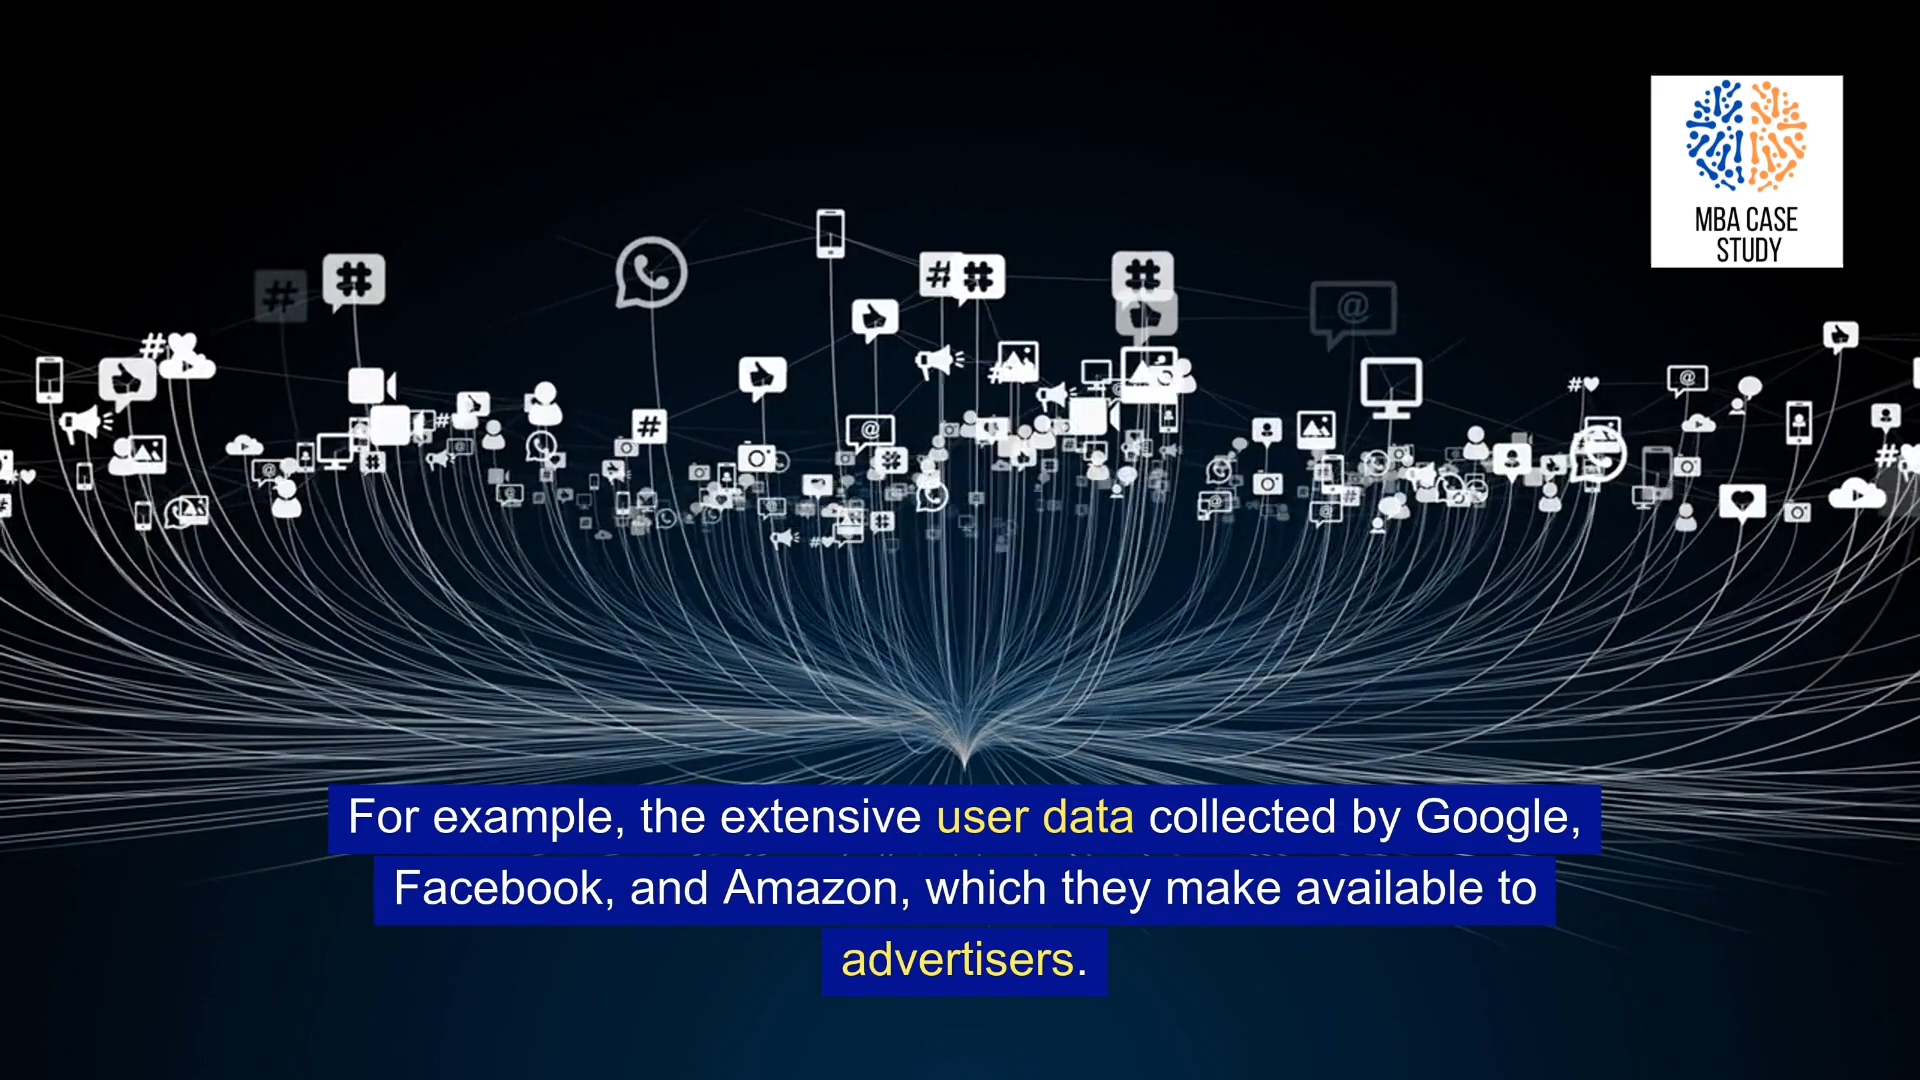 MBA CASE
STUDY
For example, the extensive user data collected by Google,
Facebook, and Amazon, which they make available to
advertisers.